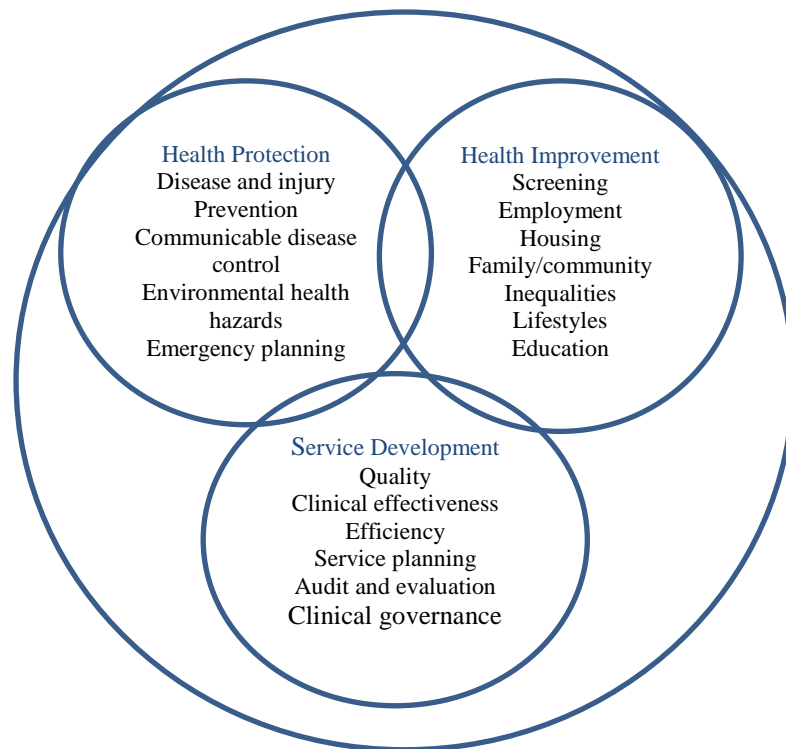 Health Protection
Disease and injury
Prevention
Communicable disease
control
Environmental health
hazards
Emergency planning
Health Improvement
Screening
Employment
Housing
Family/community
Inequalities
Lifestyles
Education
Service Development
Quality
Clinical effectiveness
Efficiency
Service planning
Audit and evaluation
Clinical governance